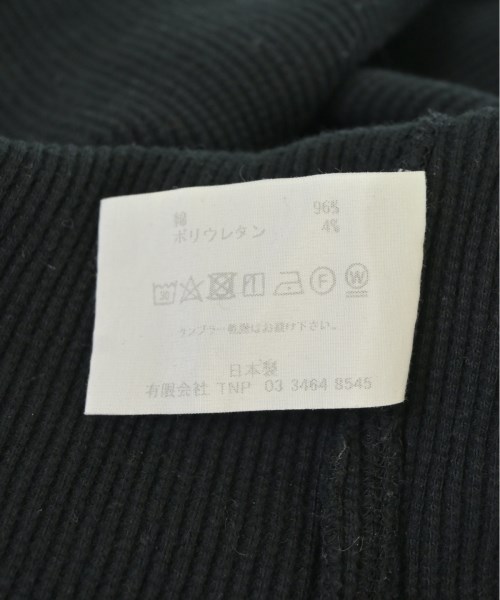 綿 96%
ポリウレタン 4%
30 F W
タンブラー乾燥はお避け下さい。
日本製
有限会社 TNP 03 3464 8545